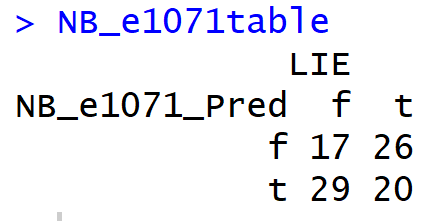 > NB_e1071table
LIE
NB_e1071_Pred f t
f 17 26
t 29 20